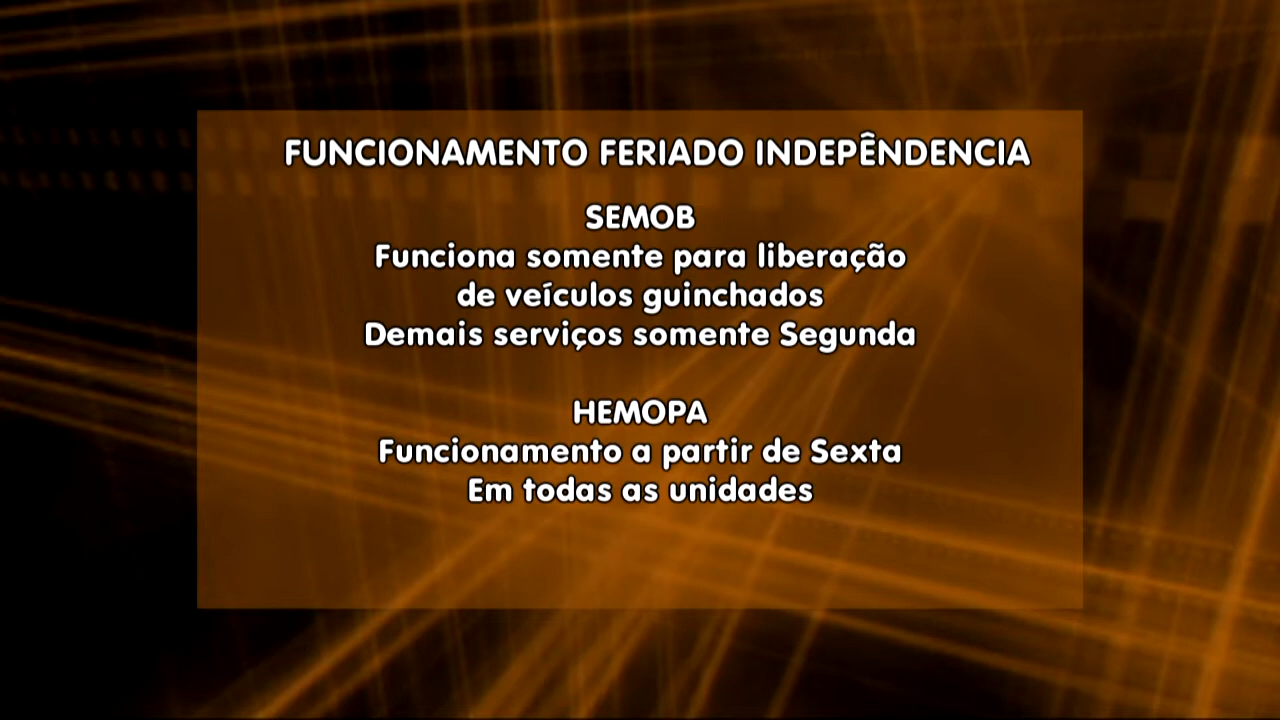 FUNCIONAMENTO FERIADO INDEPÊNDENCIA
SEMOB
Funciona somente para liberação
de veículos guinchados
Demais serviços somente Segunda
HEMOPA
Funcionamento a partir de Sexta
Em todas as unidades